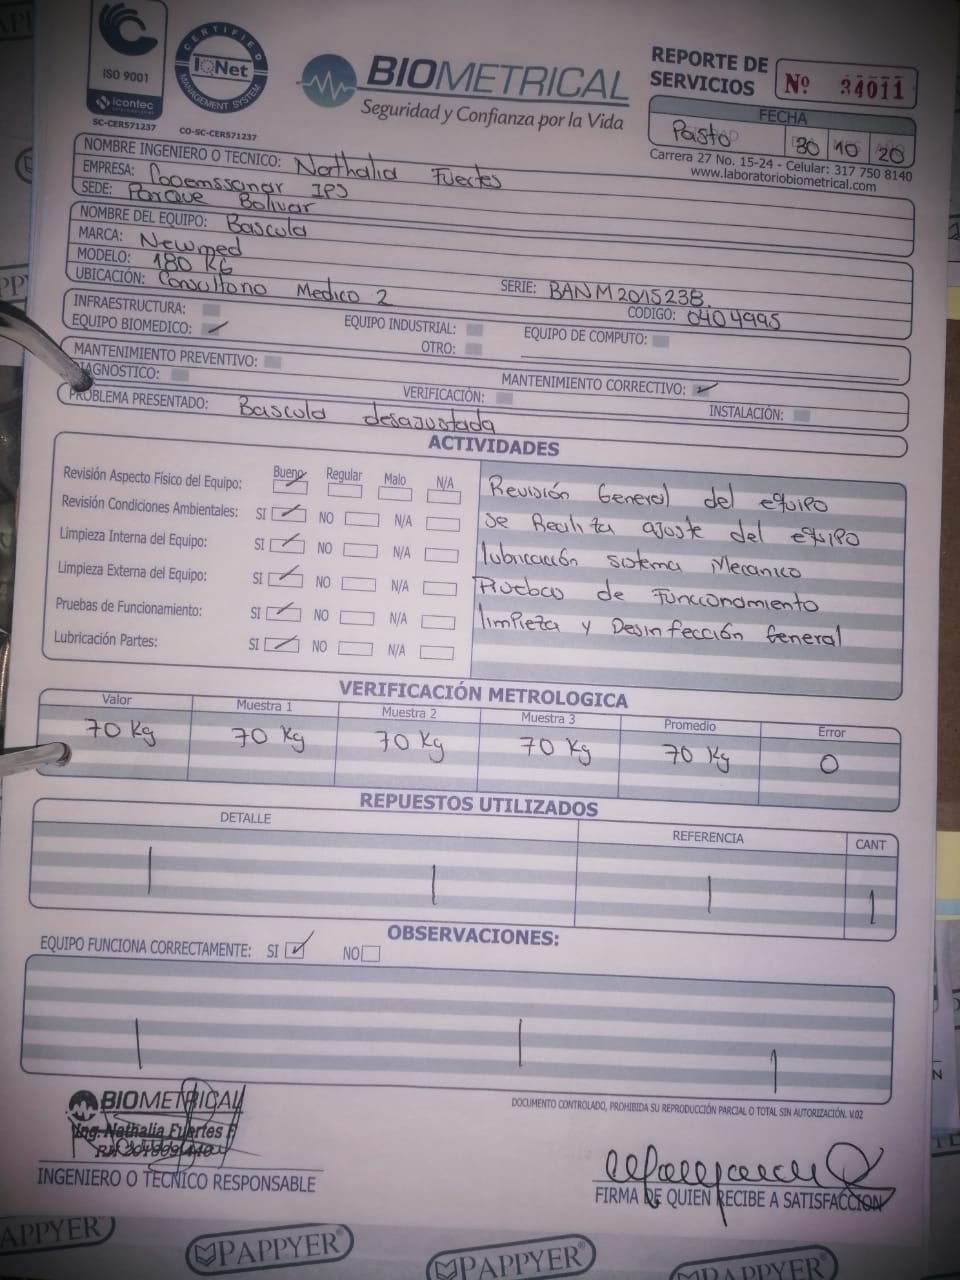 ISO 9001
icontec
SC-CER571237
CERTIFIED
IQNet
MANAGEMENT SYSTEM
CO-SC-CER571237
BIOMETRICAL
Seguridad y Confianza por la Vida
REPORTE DE SERVICIOS
Nº 34011
FECHA
Pasto 30 10 20
Carrera 27 No. 15-24 - Celular: 317 750 8140
www.laboratoriobiometrical.com
NOMBRE INGENIERO O TECNICO: Nathalia Fuertes
EMPRESA: Cooemssanar IPS
SEDE: Parque Bolivar
NOMBRE DEL EQUIPO: Bascula
MARCA: Newmed
MODELO: 180 KG
SERIE: BANM2015238.
UBICACIÓN: Consultorio Medico 2
CODIGO: 0404995
INFRAESTRUCTURA:
EQUIPO BIOMEDICO: ✓
EQUIPO INDUSTRIAL:
EQUIPO DE COMPUTO:
OTRO:
MANTENIMIENTO PREVENTIVO:
MANTENIMIENTO CORRECTIVO: ✓
DIAGNOSTICO:
VERIFICACIÓN:
INSTALACIÓN:
PROBLEMA PRESENTADO: Bascula desajustada
ACTIVIDADES
Bueno Regular Malo N/A
Revisión Aspecto Físico del Equipo:
Revisión Condiciones Ambientales: SI NO N/A
Limpieza Interna del Equipo: SI NO N/A
Limpieza Externa del Equipo: SI NO N/A
Pruebas de Funcionamiento: SI NO N/A
Lubricación Partes: SI NO N/A
Revisión General del equipo
se Realiza ajuste del equipo
lubricación sistema Mecanico
Pruebas de Funcionamiento
limpieza y Desinfección General
VERIFICACIÓN METROLOGICA
Valor Muestra 1 Muestra 2 Muestra 3 Promedio Error
70 Kg 70 Kg 70 Kg 70 Kg 70 Kg 0
REPUESTOS UTILIZADOS
DETALLE REFERENCIA CANT
OBSERVACIONES:
EQUIPO FUNCIONA CORRECTAMENTE: SI ✓ NO
DOCUMENTO CONTROLADO, PROHIBIDA SU REPRODUCCIÓN PARCIAL O TOTAL SIN AUTORIZACIÓN. V.02
BIOMETRICAL
Ing. Nathalia Fuertes F
INGENIERO O TECNICO RESPONSABLE
FIRMA DE QUIEN RECIBE A SATISFACCION
PAPPYER
PAPPYER
PAPPYER
PAPPYER